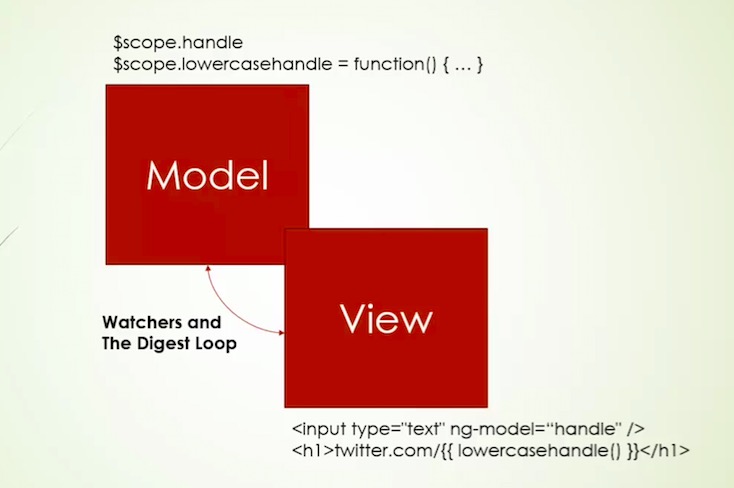 $scope.handle
$scope.lowercasehandle = function() { … }
Model
View
Watchers and
The Digest Loop
<input type="text" ng-model=“handle" />
<h1>twitter.com/{{ lowercasehandle() }}</h1>